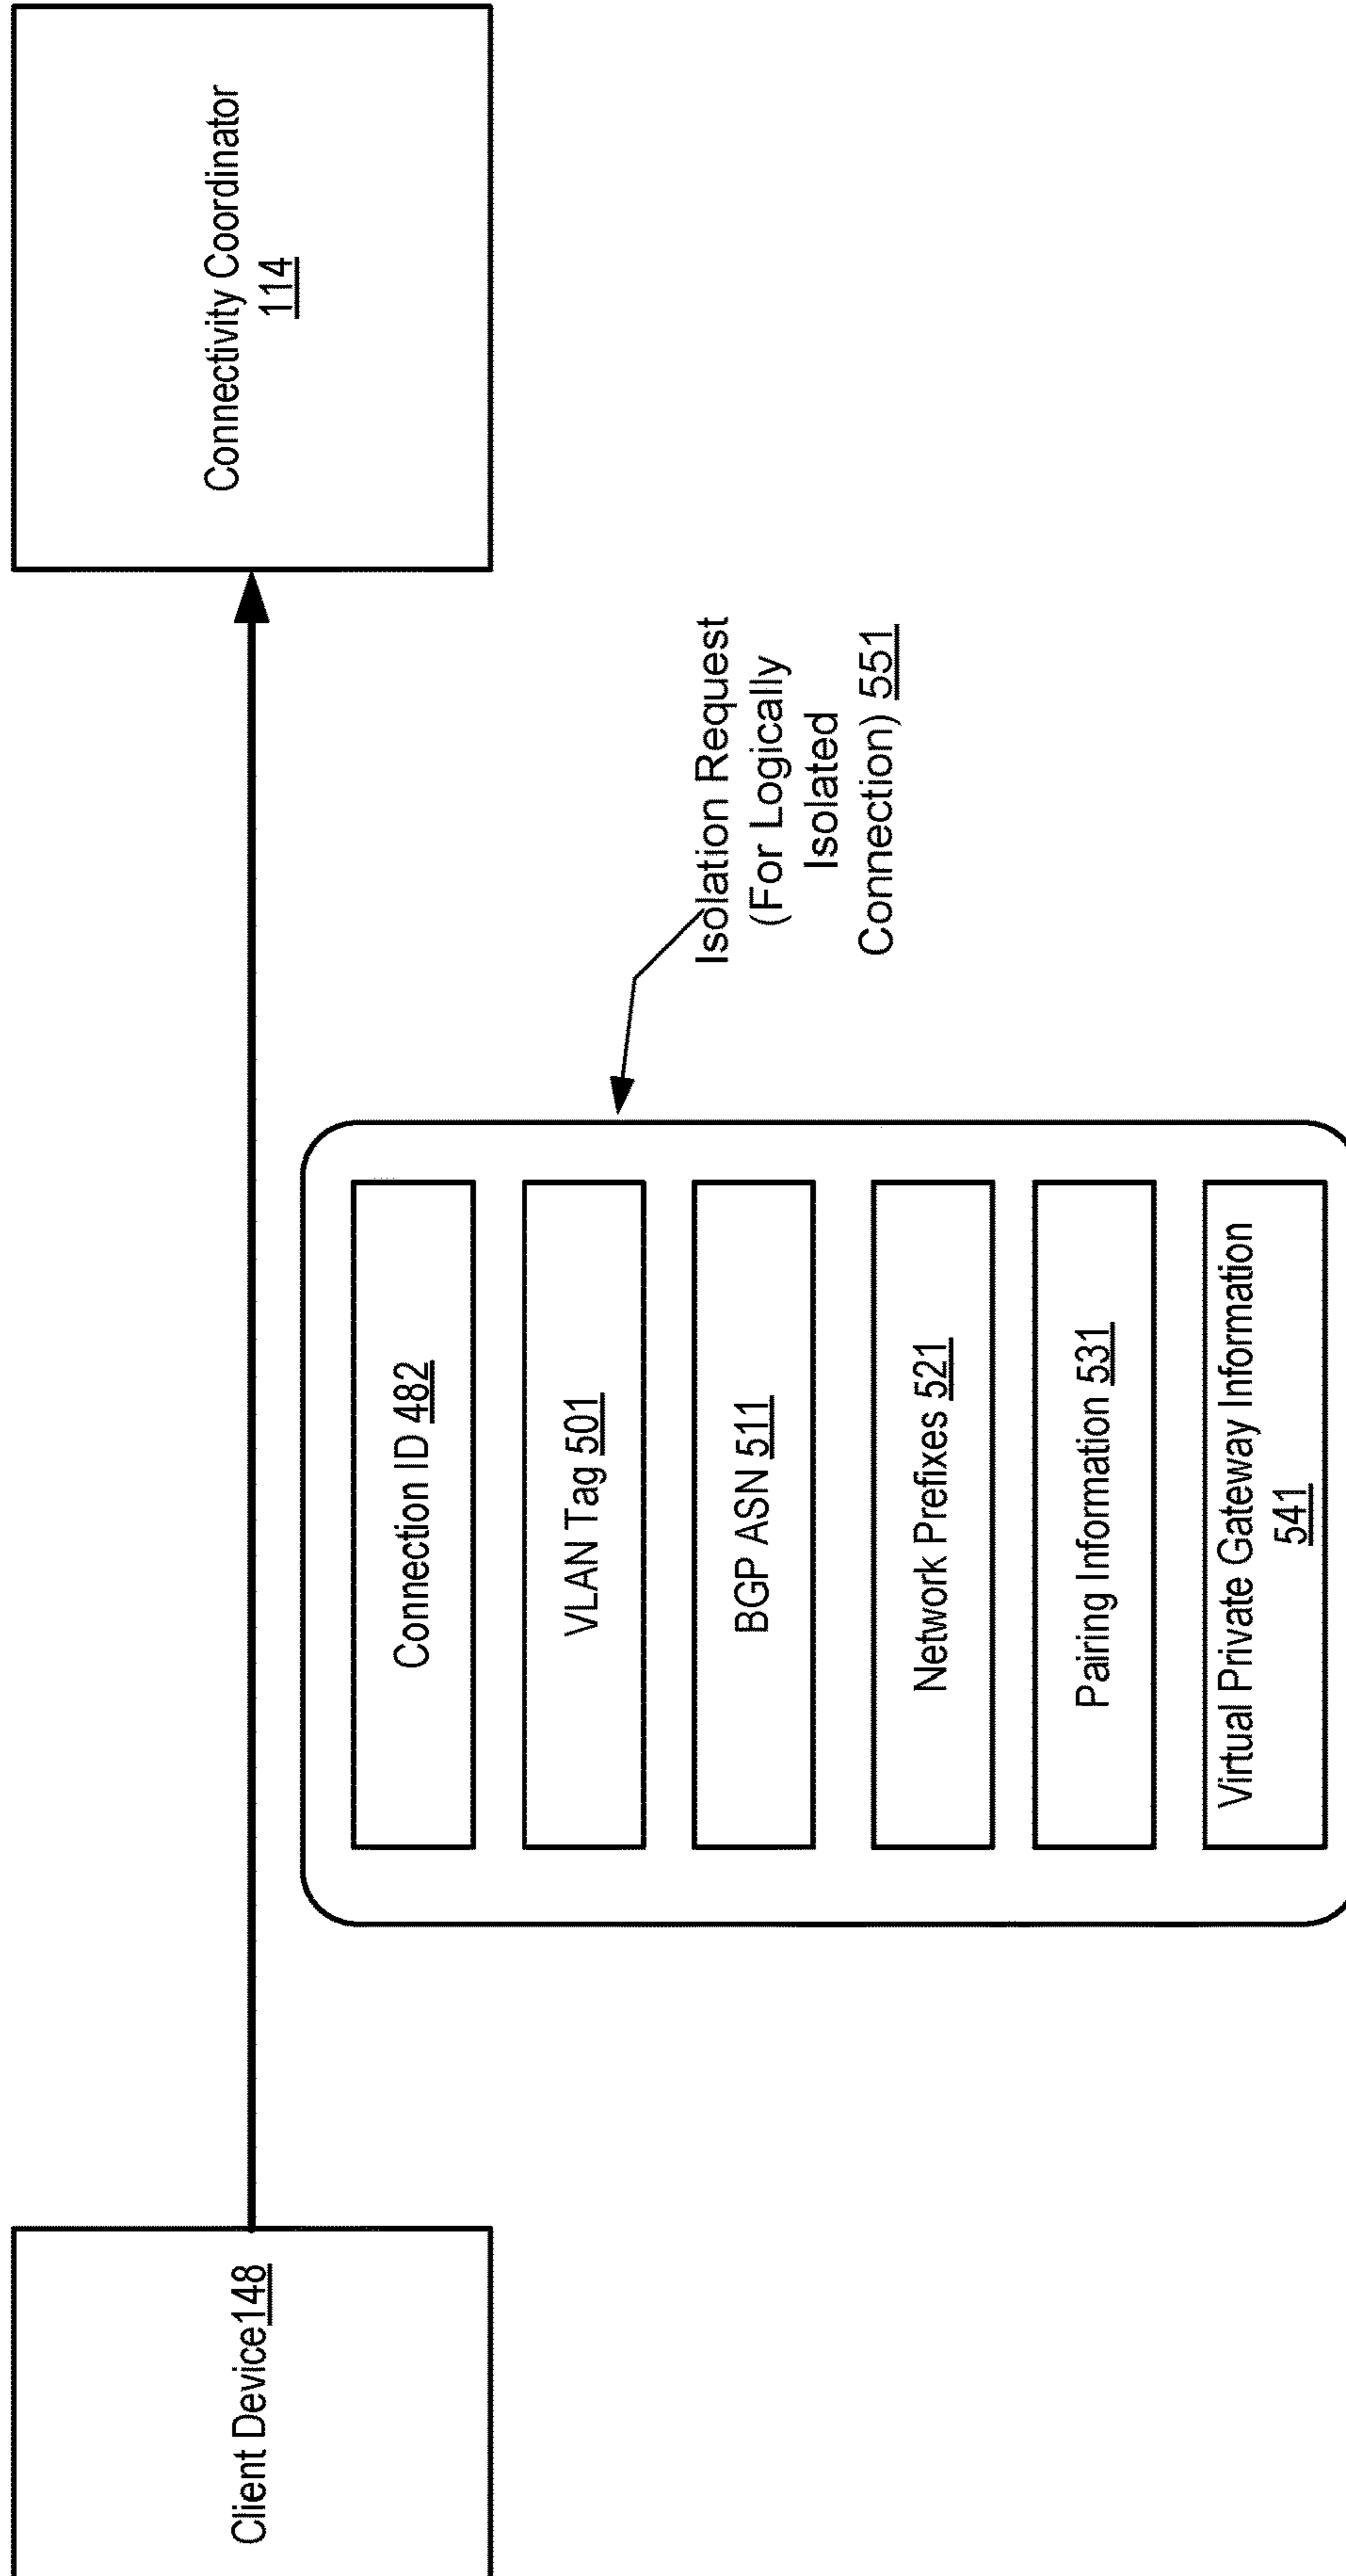 Client Device148
Connectivity Coordinator
114
Connection ID 482
VLAN Tag 501
BGP ASN 511
Network Prefixes 521
Pairing Information 531
Virtual Private Gateway Information
541
Isolation Request
(For Logically
Isolated
Connection) 551